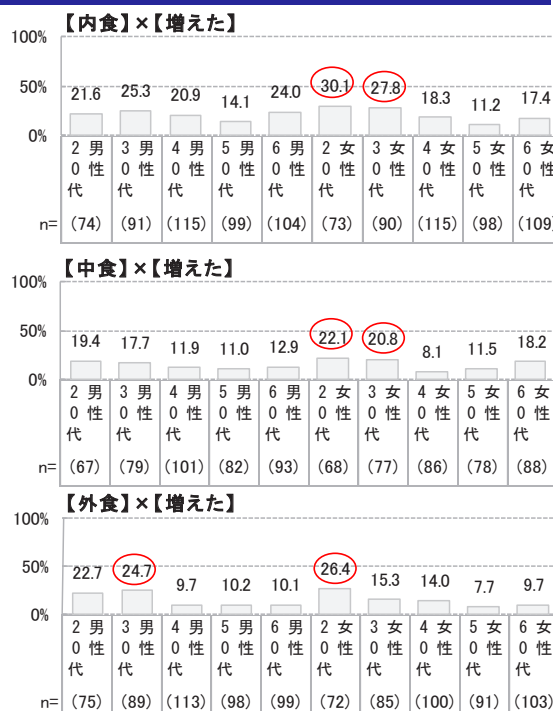 【内食】×【増えた】
100%
50%
0%
21.6 25.3 20.9 14.1 24.0 30.1 27.8 18.3 11.2 17.4
男性20代 男性30代 男性40代 男性50代 男性60代 女性20代 女性30代 女性40代 女性50代 女性60代
n= (74) (91) (115) (99) (104) (73) (90) (115) (98) (109)
【中食】×【増えた】
100%
50%
0%
19.4 17.7 11.9 11.0 12.9 22.1 20.8 8.1 11.5 18.2
男性20代 男性30代 男性40代 男性50代 男性60代 女性20代 女性30代 女性40代 女性50代 女性60代
n= (67) (79) (101) (82) (93) (68) (77) (86) (78) (88)
【外食】×【増えた】
100%
50%
0%
22.7 24.7 9.7 10.2 10.1 26.4 15.3 14.0 7.7 9.7
男性20代 男性30代 男性40代 男性50代 男性60代 女性20代 女性30代 女性40代 女性50代 女性60代
n= (75) (89) (113) (98) (99) (72) (85) (100) (91) (103)